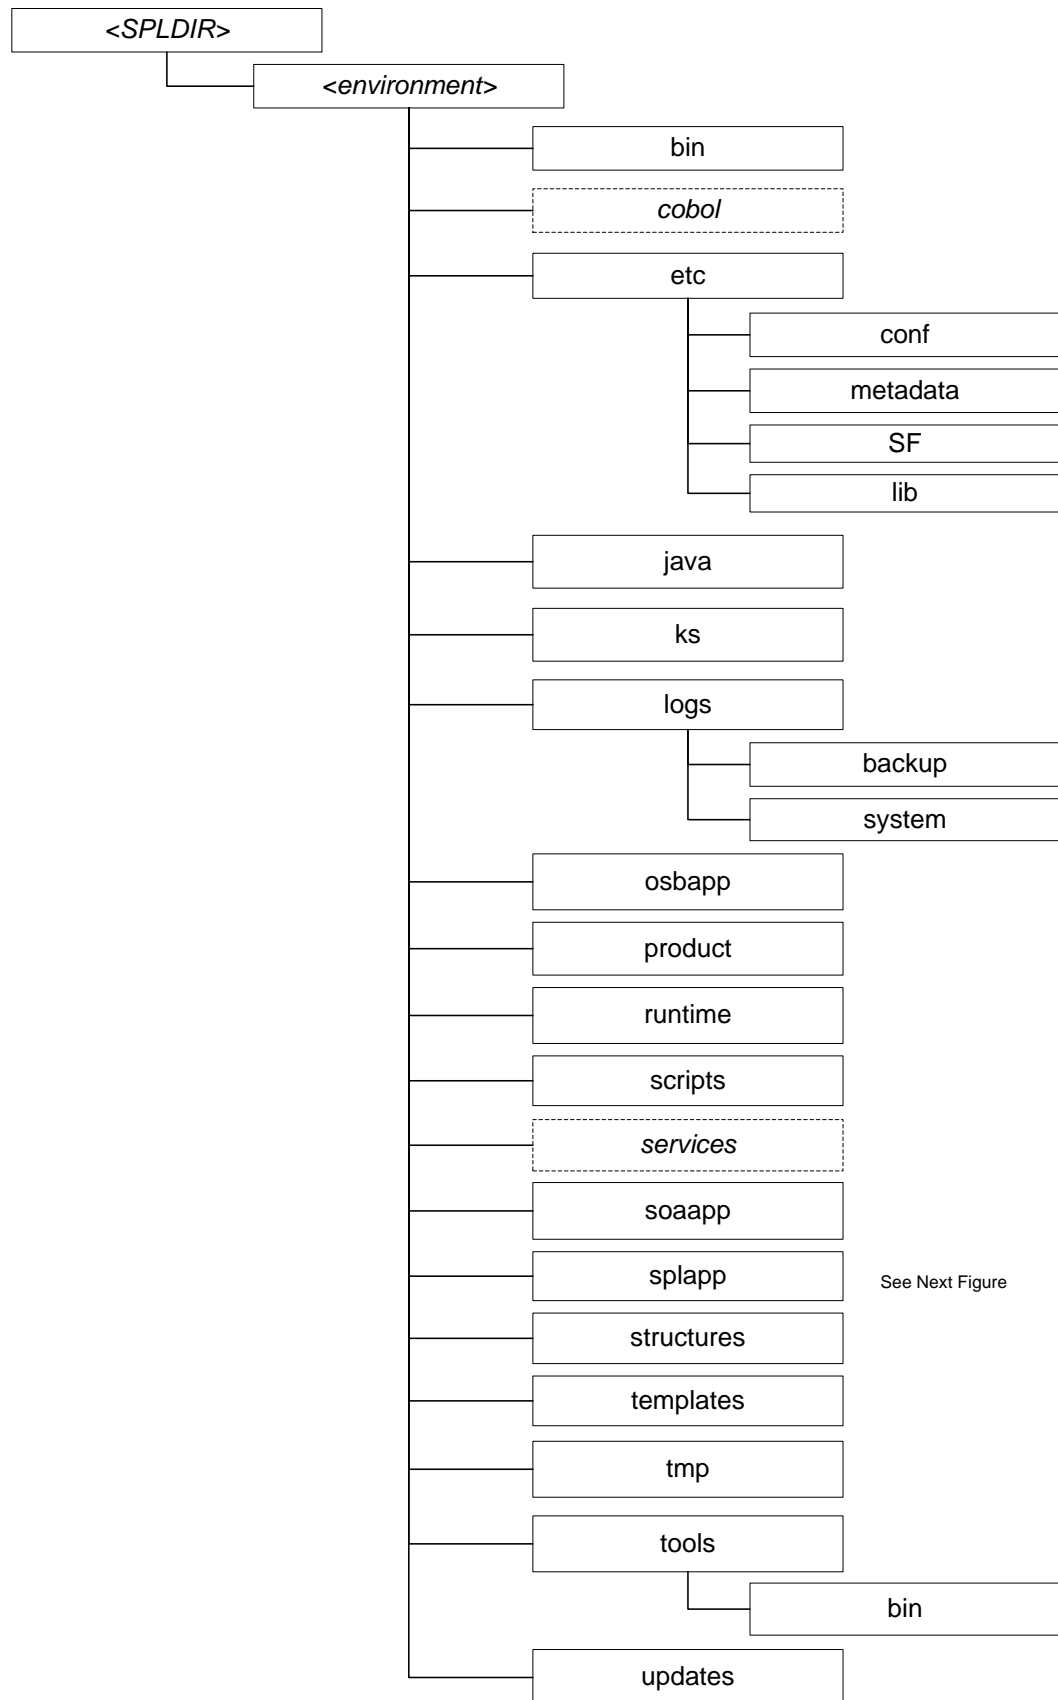 <SPLDIR>
<environment>
bin
cobol
etc
conf
metadata
SF
lib
java
ks
logs
backup
system
osbapp
product
runtime
scripts
services
soaapp
splapp
See Next Figure
structures
templates
tmp
tools
bin
updates